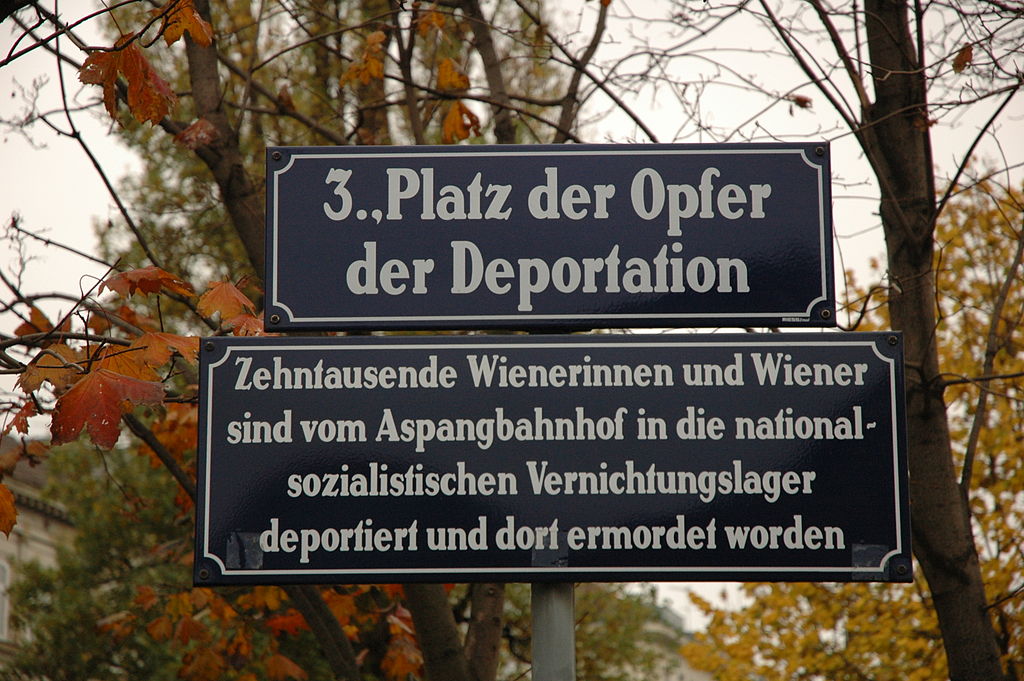 3.,Platz der Opfer
der Deportation
Zehntausende Wienerinnen und Wiener
sind vom Aspangbahnhof in die national-
sozialistischen Vernichtungslager
deportiert und dort ermordet worden